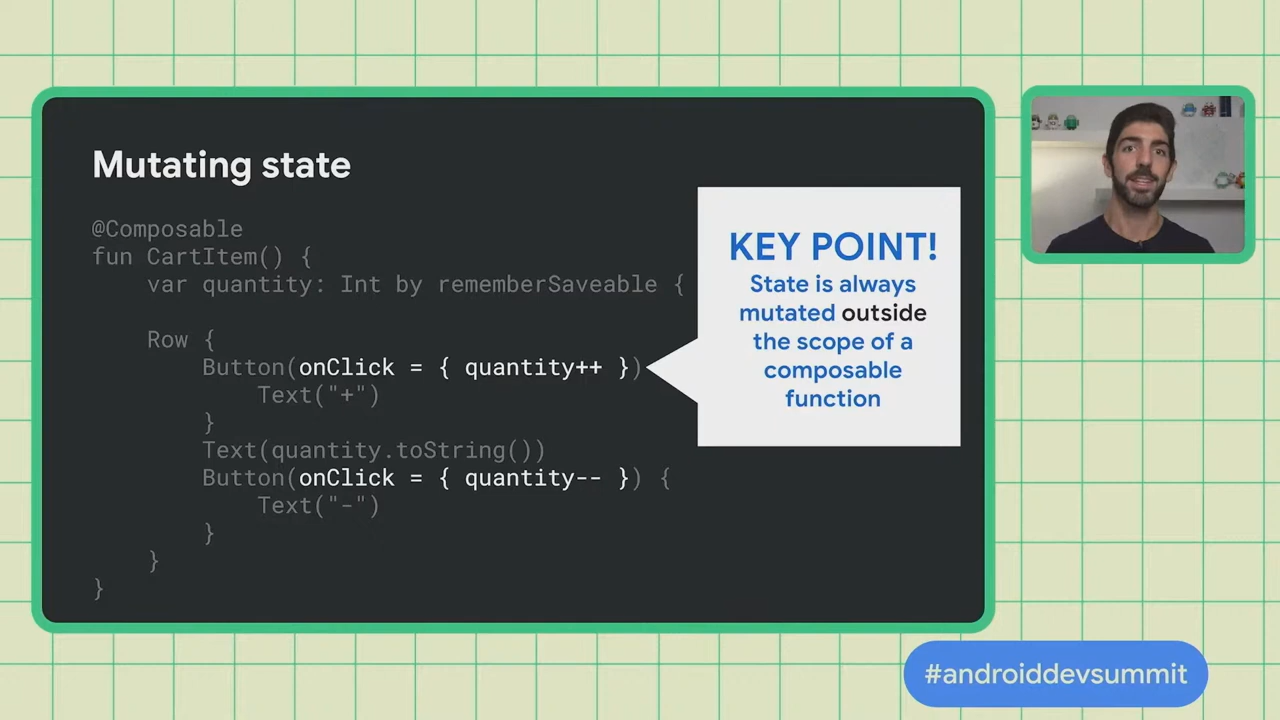 Mutating state
@Composable
fun CartItem() {
    var quantity: Int by rememberSaveable {
    Row {
        Button(onClick = { quantity++ })
            Text("+")
        }
        Text(quantity.toString())
        Button(onClick = { quantity-- }) {
            Text("-")
        }
    }
}
KEY POINT!
State is always
mutated outside
the scope of a
composable
function
#androiddevsummit